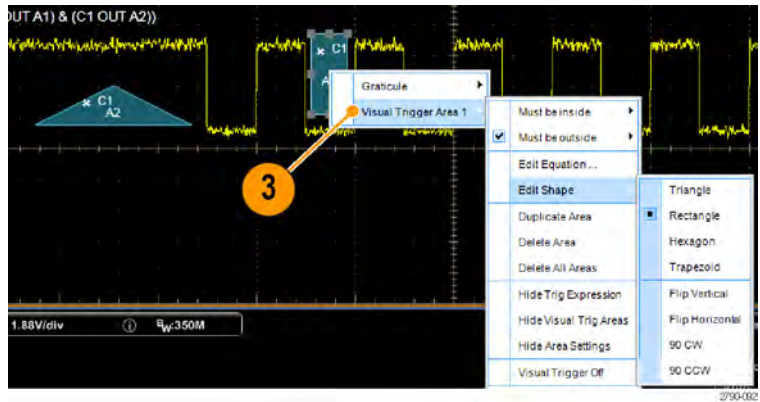 OUT A1) & (C1 OUT A2))
C1
A
C1
A2
Graticule
Visual Trigger Area 1
3
Must be inside
Must be outside
Edit Equation ...
Edit Shape
Duplicate Area
Delete Area
Delete All Areas
Hide Trig Expression
Hide Visual Trig Areas
Hide Area Settings
Visual Trigger Off
Triangle
Rectangle
Hexagon
Trapezoid
Flip Vertical
Flip Horizontal
90 CW
90 CCW
1.88V/div
BW:350M